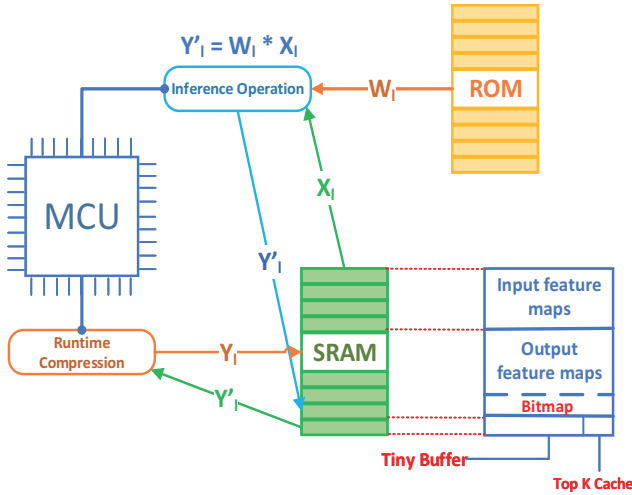 Y'l = Wl * Xl
Inference Operation
Wl
ROM
MCU
Xl
Y'l
Input feature
maps
Runtime
Compression
Yl
SRAM
Output
feature maps
Y'l
Bitmap
Tiny Buffer
Top K Cache